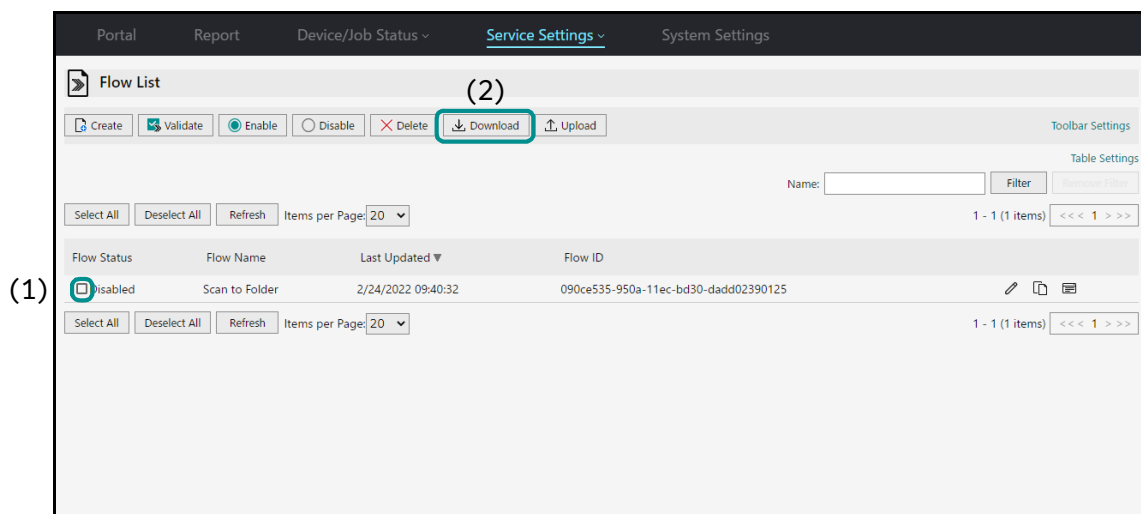 Portal Report Device/Job Status Service Settings System Settings
Flow List
(2)
Create Validate Enable Disable Delete Download Upload Toolbar Settings
Table Settings
Name: Filter Remove Filter
Select All Deselect All Refresh Items per Page: 20 1 - 1 (1 items) <<< 1 >>>
Flow Status Flow Name Last Updated ▼ Flow ID
(1) Disabled Scan to Folder 2/24/2022 09:40:32 090ce535-950a-11ec-bd30-dadd02390125
Select All Deselect All Refresh Items per Page: 20 1 - 1 (1 items) <<< 1 >>>